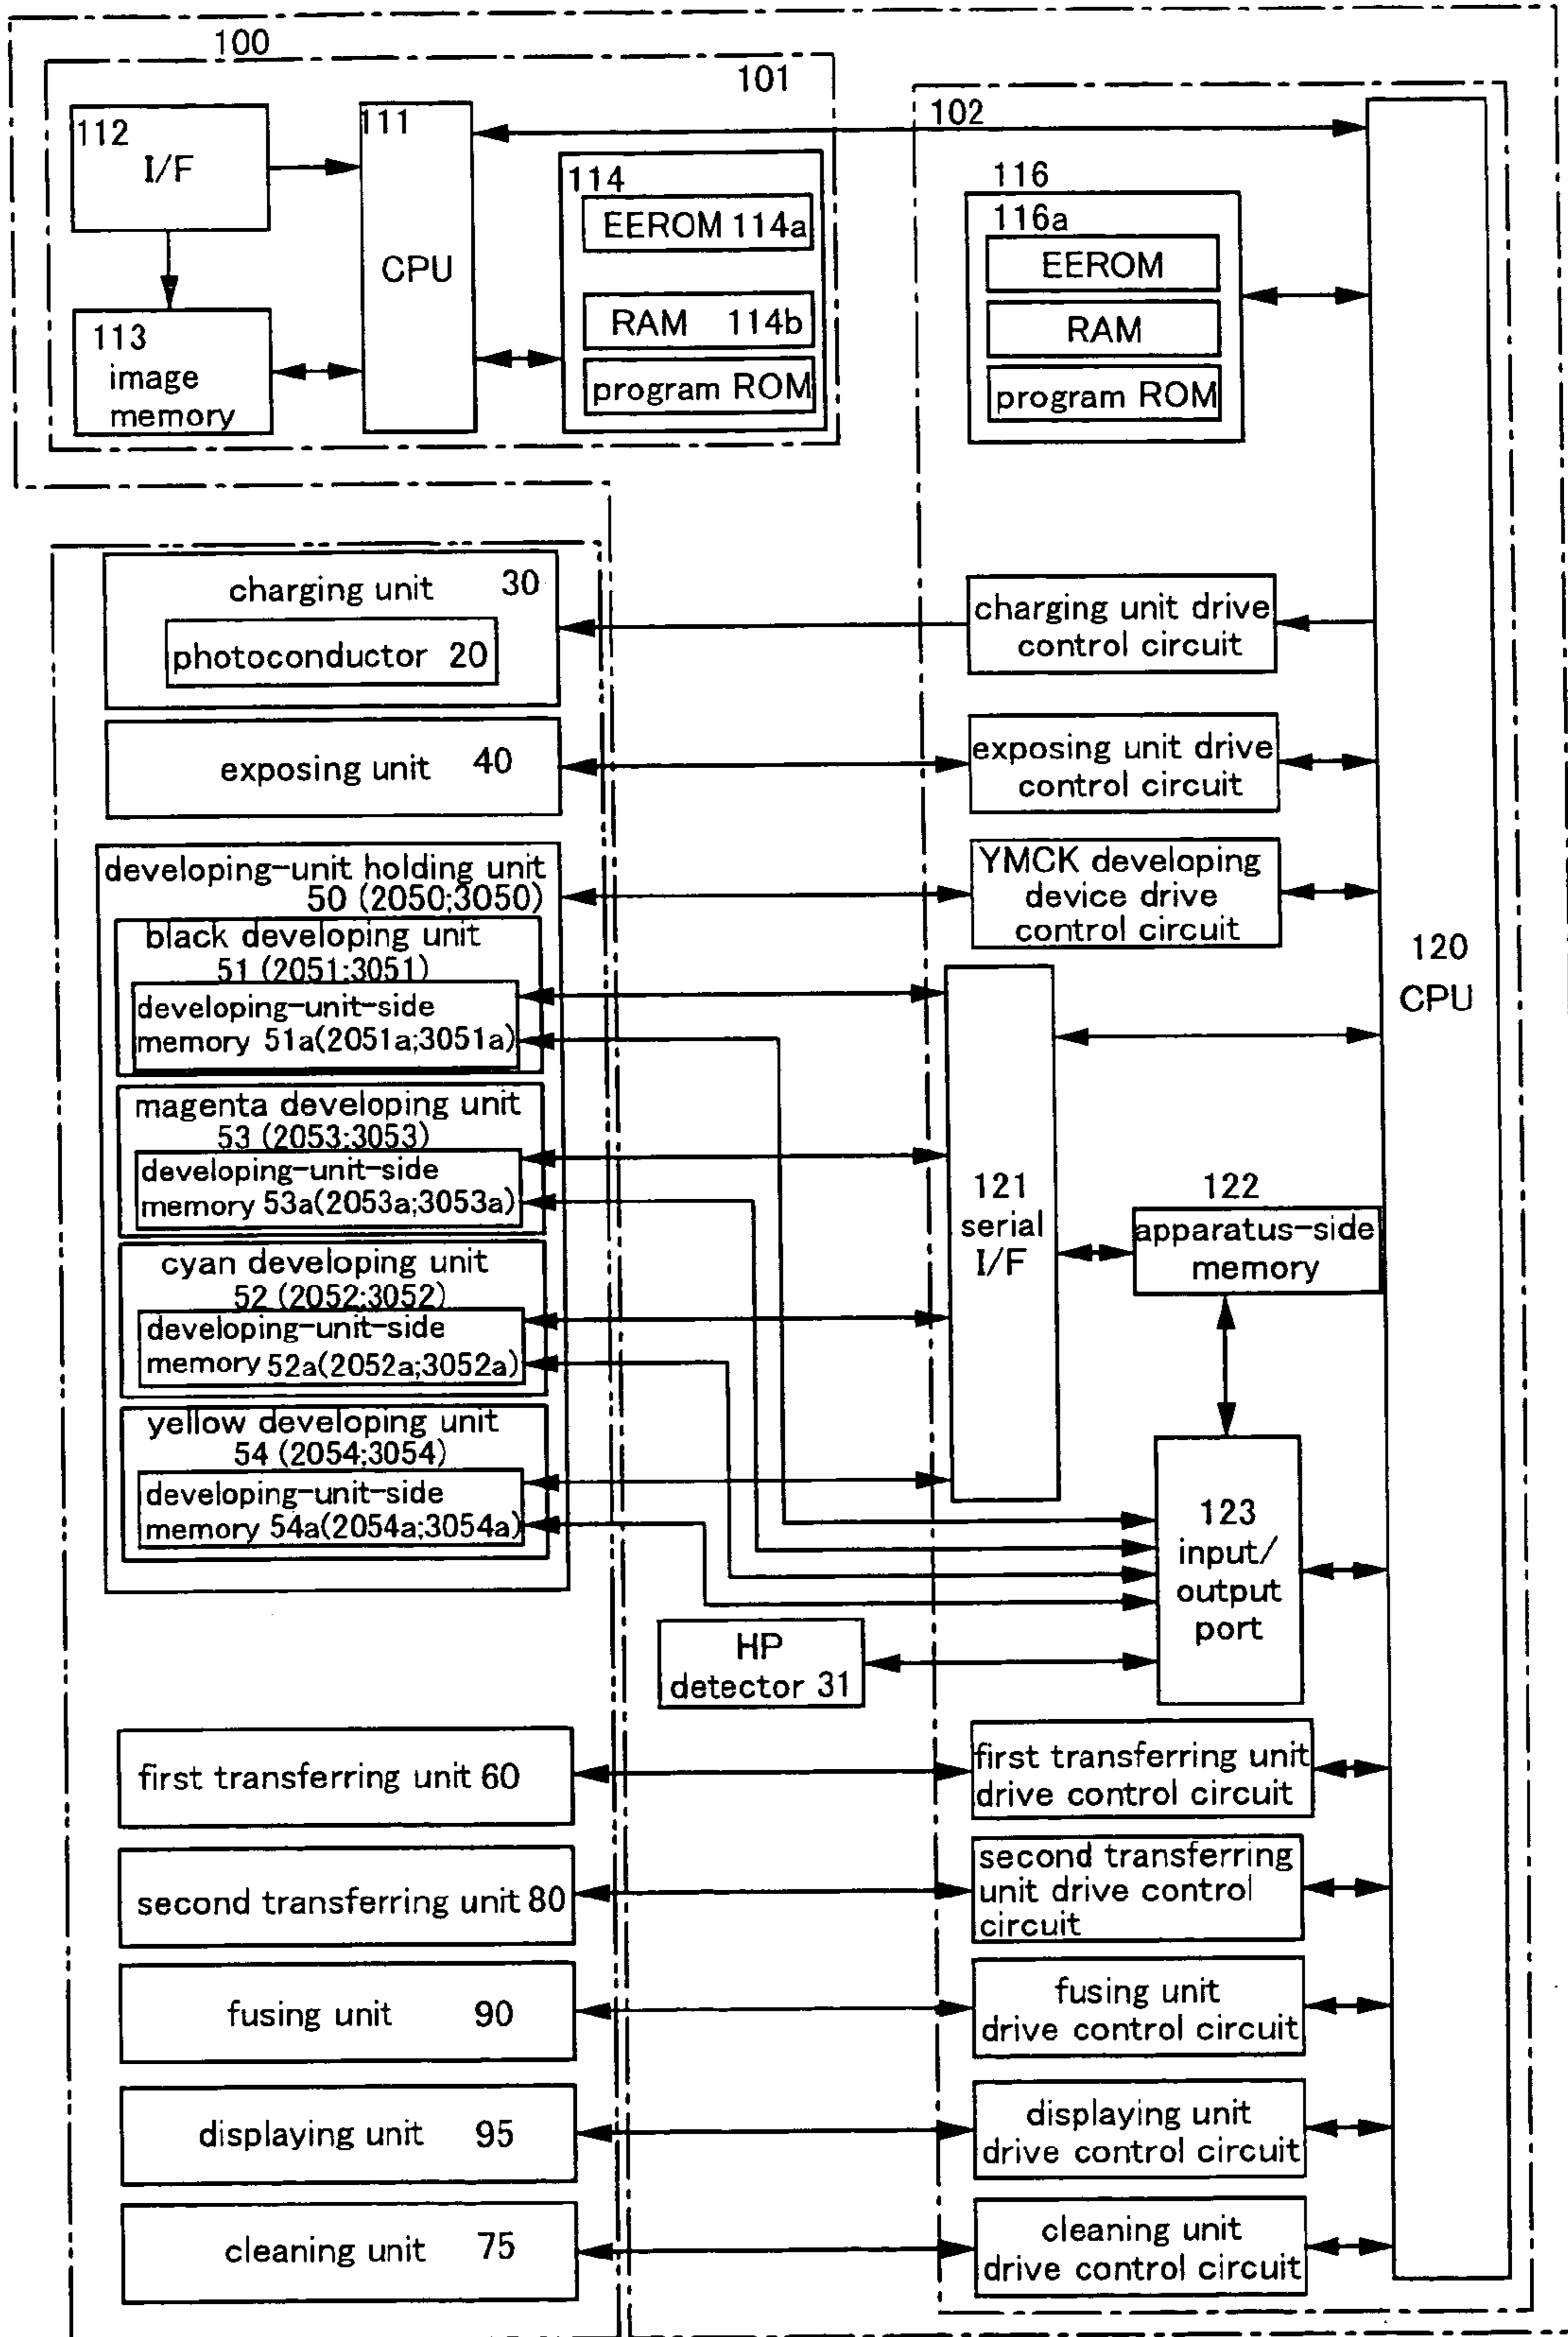 100
101
112
I/F
111
CPU
113
image
memory
114
EEROM 114a
RAM 114b
program ROM
102
116
116a
EEROM
RAM
program ROM
120
CPU
charging unit 30
photoconductor 20
charging unit drive
control circuit
exposing unit 40
exposing unit drive
control circuit
developing-unit holding unit
50 (2050;3050)
YMCK developing
device drive
control circuit
black developing unit
51 (2051;3051)
developing-unit-side
memory 51a(2051a;3051a)
magenta developing unit
53 (2053;3053)
developing-unit-side
memory 53a(2053a;3053a)
cyan developing unit
52 (2052;3052)
developing-unit-side
memory 52a(2052a;3052a)
yellow developing unit
54 (2054;3054)
developing-unit-side
memory 54a(2054a;3054a)
121
serial
I/F
122
apparatus-side
memory
123
input/
output
port
HP
detector 31
first transferring unit 60
first transferring unit
drive control circuit
second transferring unit 80
second transferring
unit drive control
circuit
fusing unit 90
fusing unit
drive control circuit
displaying unit 95
displaying unit
drive control circuit
cleaning unit 75
cleaning unit
drive control circuit